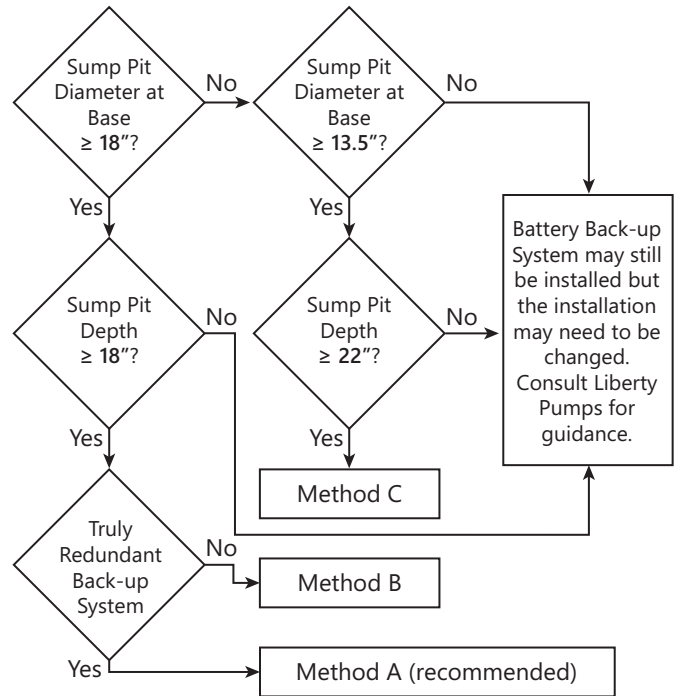 Sump Pit
Diameter at
Base
≥ 18”?
No
Sump Pit
Diameter at
Base
≥ 13.5”?
No
Yes
Yes
Sump Pit
Depth
≥ 18”?
No
Sump Pit
Depth
≥ 22”?
No
Battery Back-up
System may still
be installed but
the installation
may need to be
changed.
Consult Liberty
Pumps for
guidance.
Yes
Yes
Method C
Truly
Redundant
Back-up
System
No
Method B
Yes
Method A (recommended)